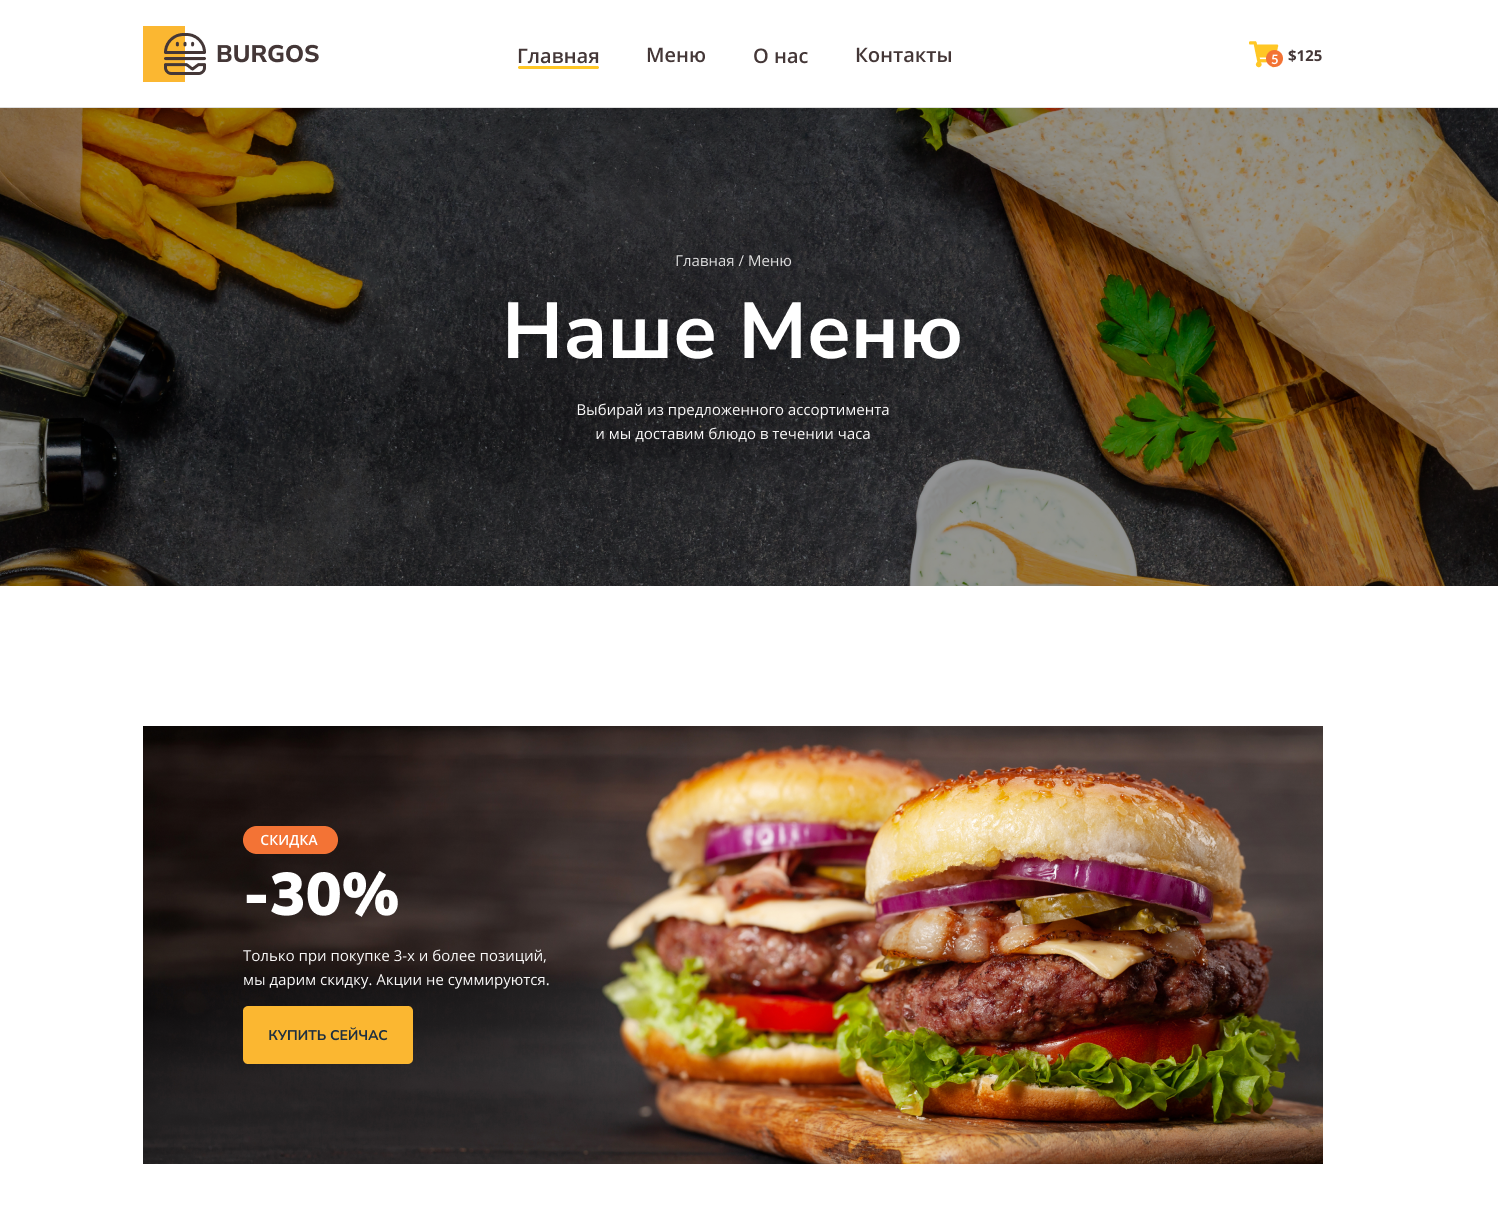 BURGOS
Главная
Меню
О нас
Контакты
5
$125
Главная / Меню
Наше Меню
Выбирай из предложенного ассортимента
и мы доставим блюдо в течении часа
СКИДКА
-30%
Только при покупке 3-х и более позиций,
мы дарим скидку. Акции не суммируются.
КУПИТЬ СЕЙЧАС